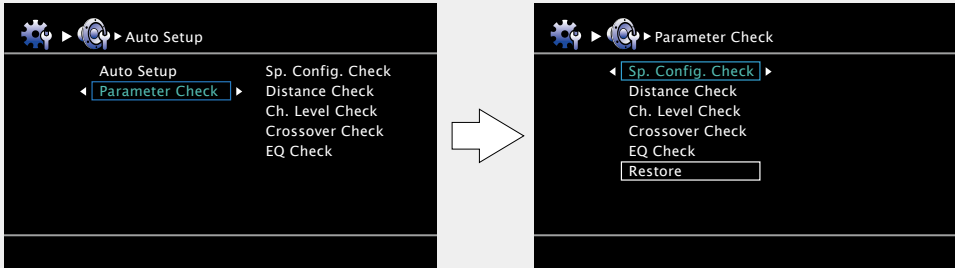 Auto Setup
Auto Setup
Parameter Check
Sp. Config. Check
Distance Check
Ch. Level Check
Crossover Check
EQ Check
Parameter Check
Sp. Config. Check
Distance Check
Ch. Level Check
Crossover Check
EQ Check
Restore